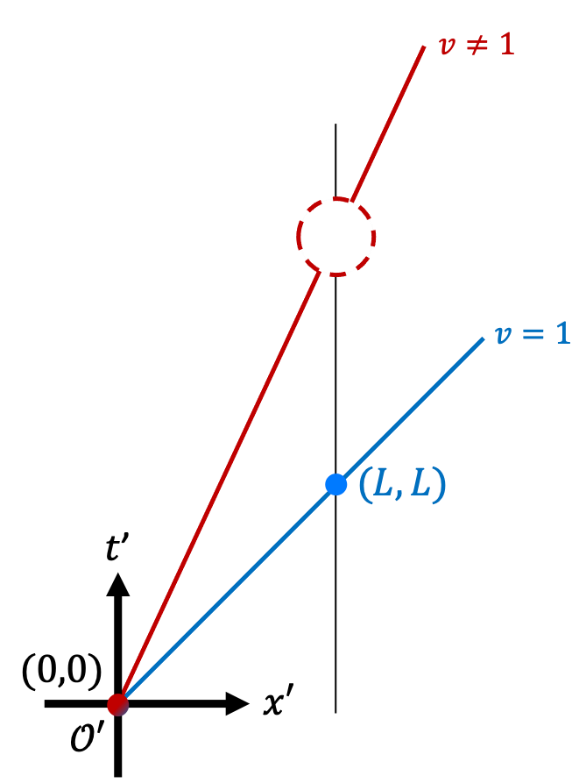 v ≠ 1
v = 1
(L, L)
t′
(0,0)
x′
𝒪′